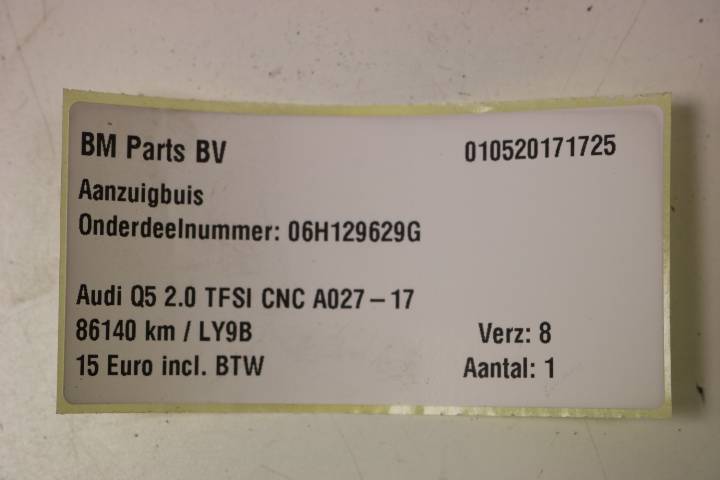 BM Parts BV 010520171725
Aanzuigbuis
Onderdeelnummer: 06H129629G
Audi Q5 2.0 TFSI CNC A027 – 17
86140 km / LY9B Verz: 8
15 Euro incl. BTW Aantal: 1